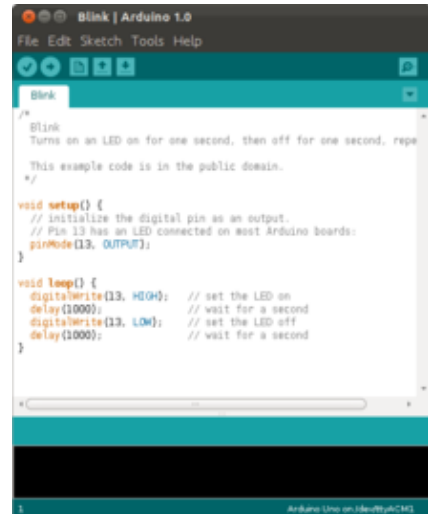 Blink | Arduino 1.0
File Edit Sketch Tools Help
Blink
/*
  Blink
  Turns on an LED on for one second, then off for one second, repe

  This example code is in the public domain.
 */

void setup() {
  // initialize the digital pin as an output.
  // Pin 13 has an LED connected on most Arduino boards:
  pinMode(13, OUTPUT);
}

void loop() {
  digitalWrite(13, HIGH);   // set the LED on
  delay(1000);              // wait for a second
  digitalWrite(13, LOW);    // set the LED off
  delay(1000);              // wait for a second
}
1
Arduino Uno on /dev/ttyACM1